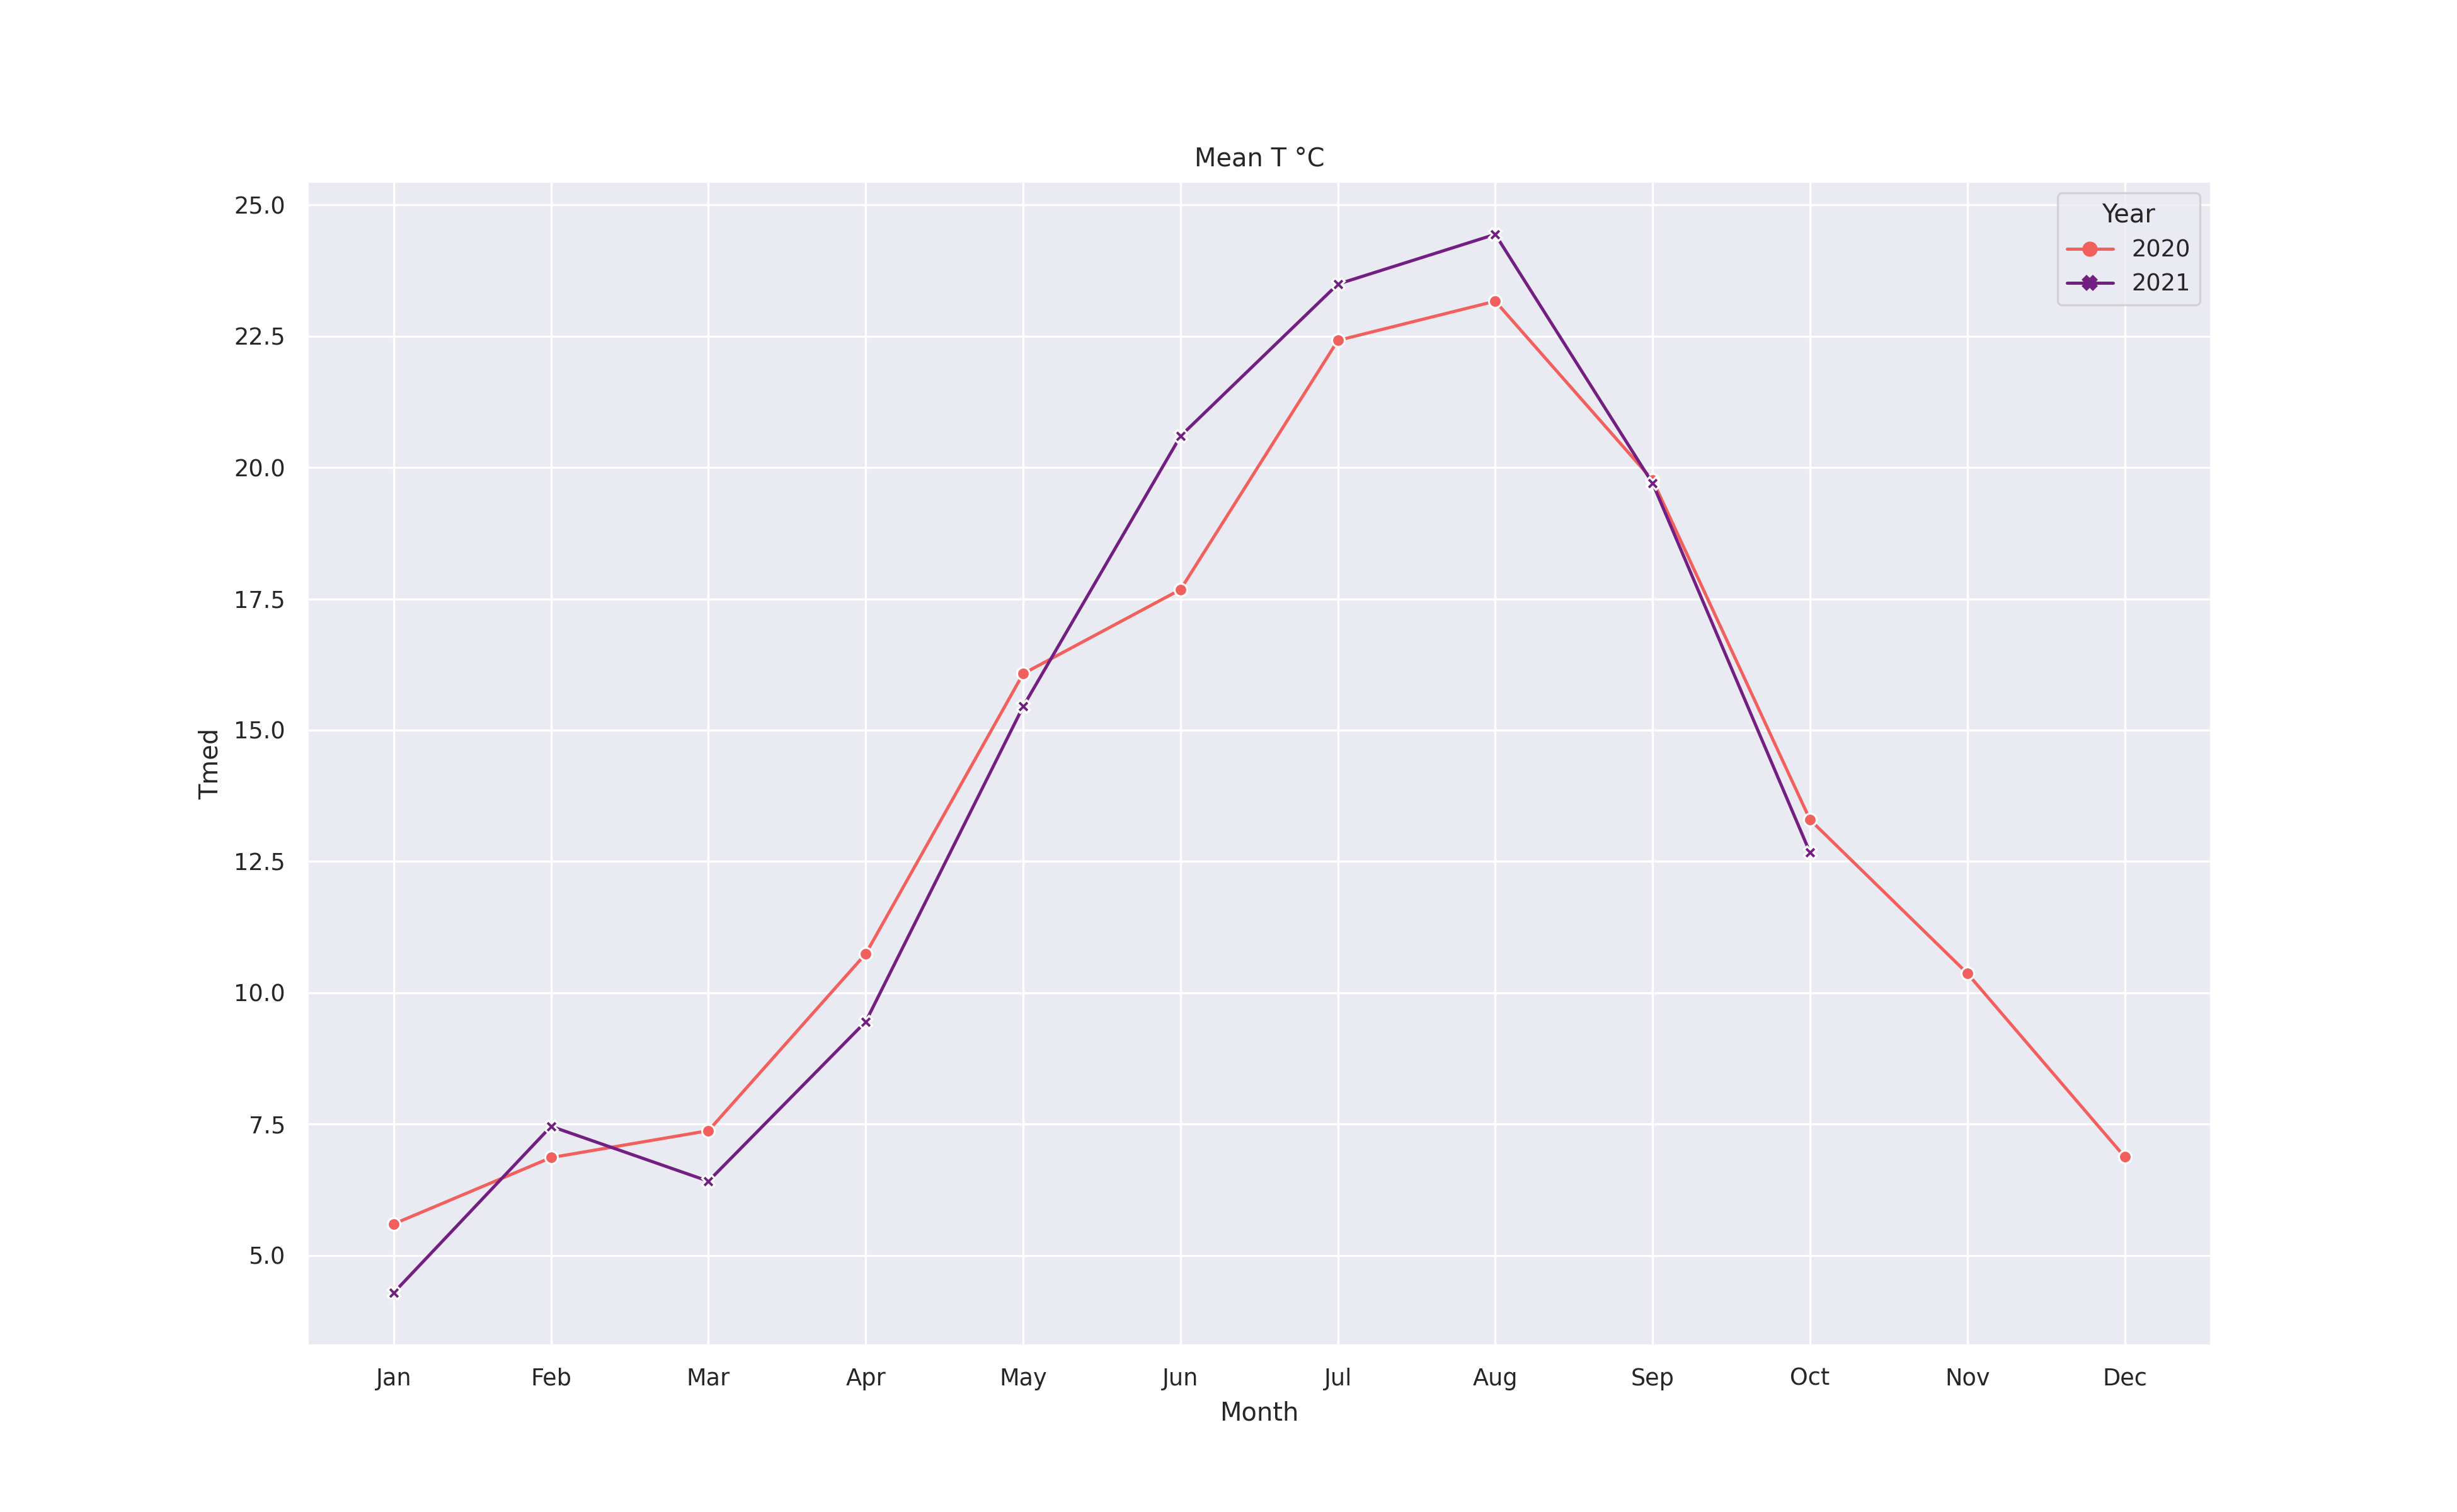 Mean T °C
25.0
22.5
20.0
17.5
15.0
12.5
10.0
7.5
5.0
Tmed
Year
2020
2021
Jan Feb Mar Apr May Jun Jul Aug Sep Oct Nov Dec
Month